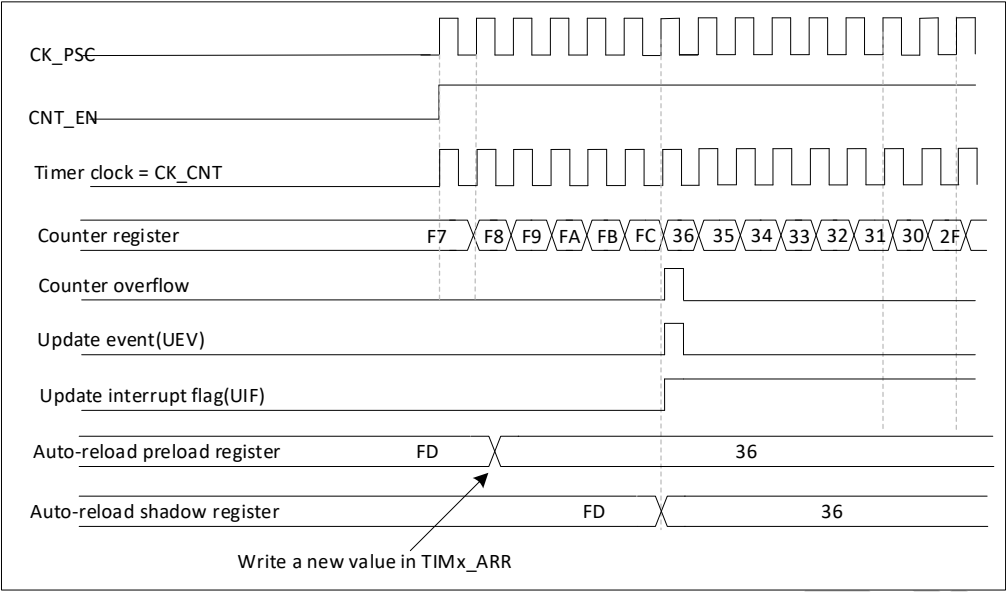 CK_PSC
CNT_EN
Timer clock = CK_CNT
Counter register F7 F8 F9 FA FB FC 36 35 34 33 32 31 30 2F
Counter overflow
Update event(UEV)
Update interrupt flag(UIF)
Auto-reload preload register FD 36
Auto-reload shadow register FD 36
Write a new value in TIMx_ARR